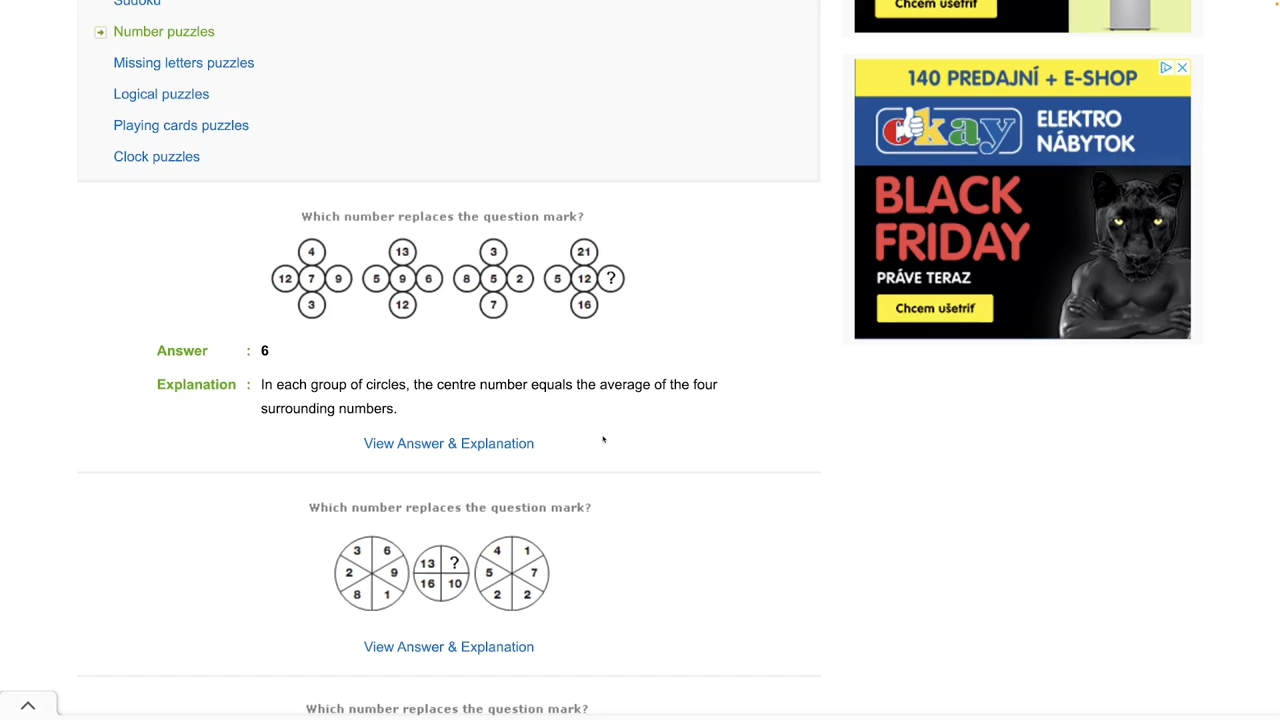 Sudoku
Number puzzles
Missing letters puzzles
Logical puzzles
Playing cards puzzles
Clock puzzles
Which number replaces the question mark?
4 13 3 21
12 7 9 5 9 6 8 5 2 5 12 ?
3 12 7 16
Answer : 6
Explanation : In each group of circles, the centre number equals the average of the four
surrounding numbers.
View Answer & Explanation
Which number replaces the question mark?
3 6 13 ? 4 1
2 9 5 7
8 1 16 10 2 2
View Answer & Explanation
Which number replaces the question mark?
Chcem ušetriť
140 PREDAJNÍ + E-SHOP
okay ELEKTRO
NÁBYTOK
BLACK
FRIDAY
PRÁVE TERAZ
Chcem ušetriť